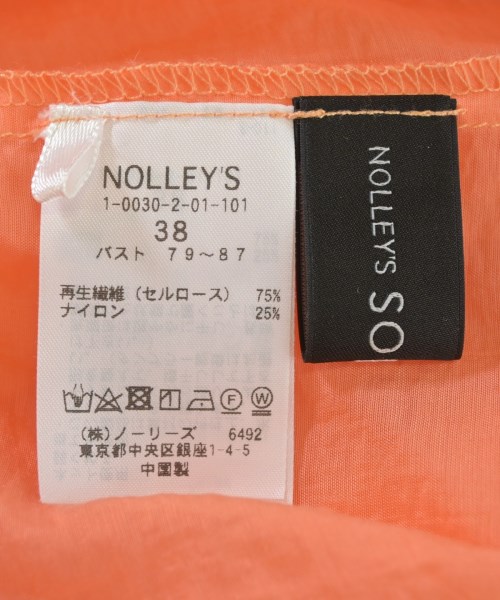 NOLLEY'S
1-0030-2-01-101
38
バスト 79～87
再生繊維（セルロース） 75%
ナイロン 25%
(株)ノーリーズ 6492
東京都中央区銀座1-4-5
中国製
NOLLEY'S SO